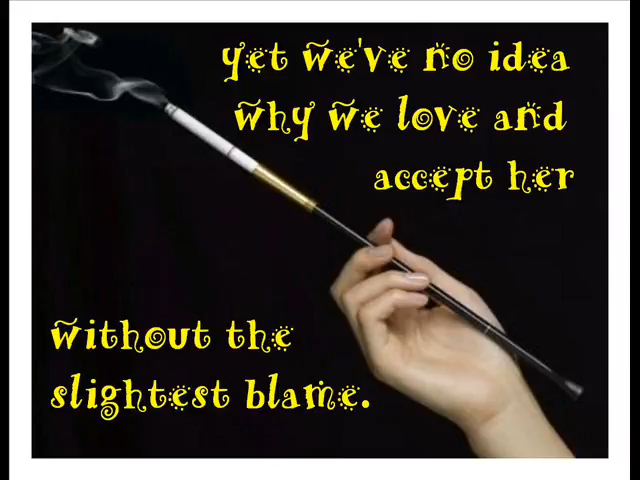 yet we've no idea
why we love and
accept her
without the
slightest blame.